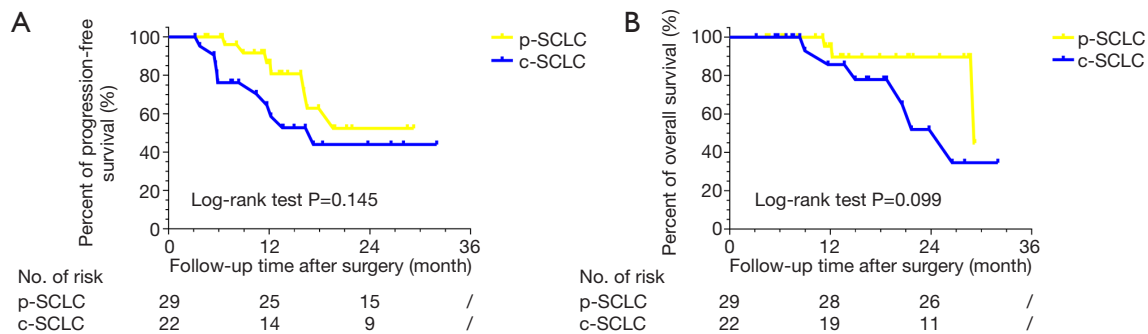 A
Percent of progression-free
survival (%)
100
80
60
40
20
0
p-SCLC
c-SCLC
Log-rank test P=0.145
0 12 24 36
Follow-up time after surgery (month)
No. of risk
p-SCLC 29 25 15 /
c-SCLC 22 14 9 /
B
Percent of overall survival (%)
100
80
60
40
20
0
p-SCLC
c-SCLC
Log-rank test P=0.099
0 12 24 36
Follow-up time after surgery (month)
No. of risk
p-SCLC 29 28 26 /
c-SCLC 22 19 11 /